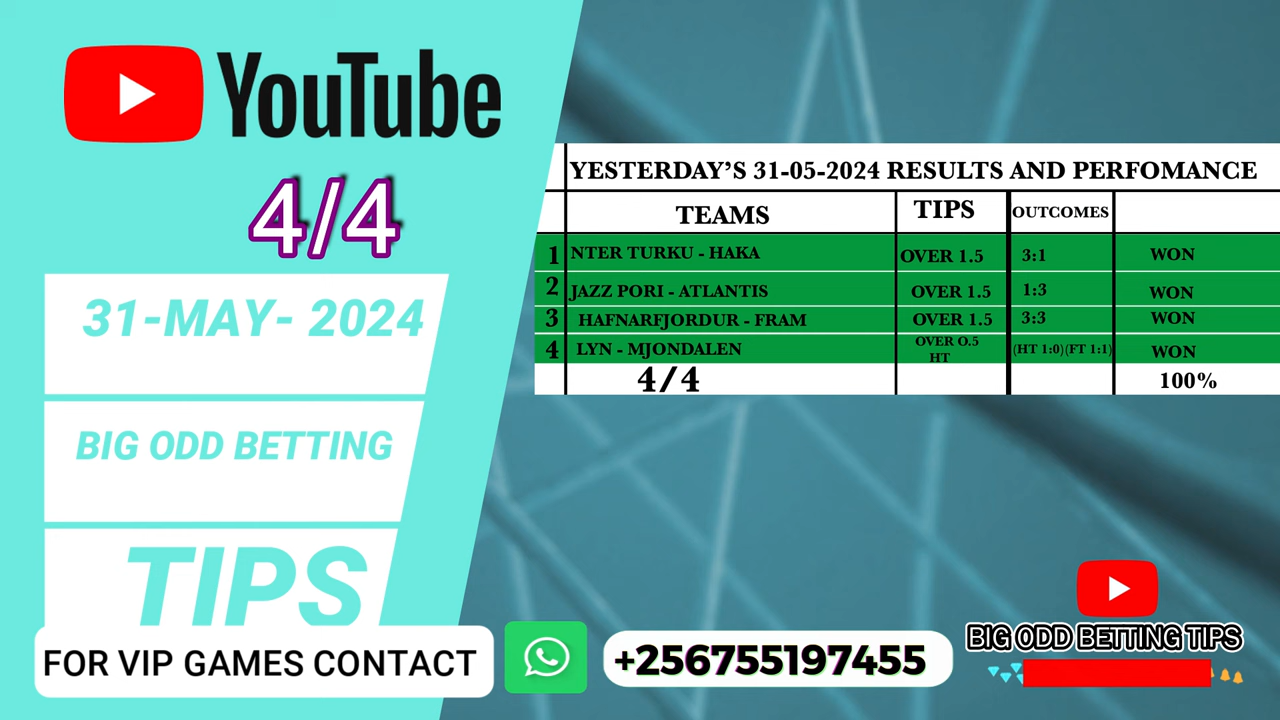 YouTube
4/4
31-MAY- 2024
BIG ODD BETTING
TIPS
FOR VIP GAMES CONTACT
+256755197455
YESTERDAY'S 31-05-2024 RESULTS AND PERFOMANCE
TEAMS TIPS OUTCOMES
1 NTER TURKU - HAKA OVER 1.5 3:1 WON
2 JAZZ PORI - ATLANTIS OVER 1.5 1:3 WON
3 HAFNARFJORDUR - FRAM OVER 1.5 3:3 WON
4 LYN - MJONDALEN OVER O.5 HT (HT 1:0)(FT 1:1) WON
4/4 100%
BIG ODD BETTING TIPS